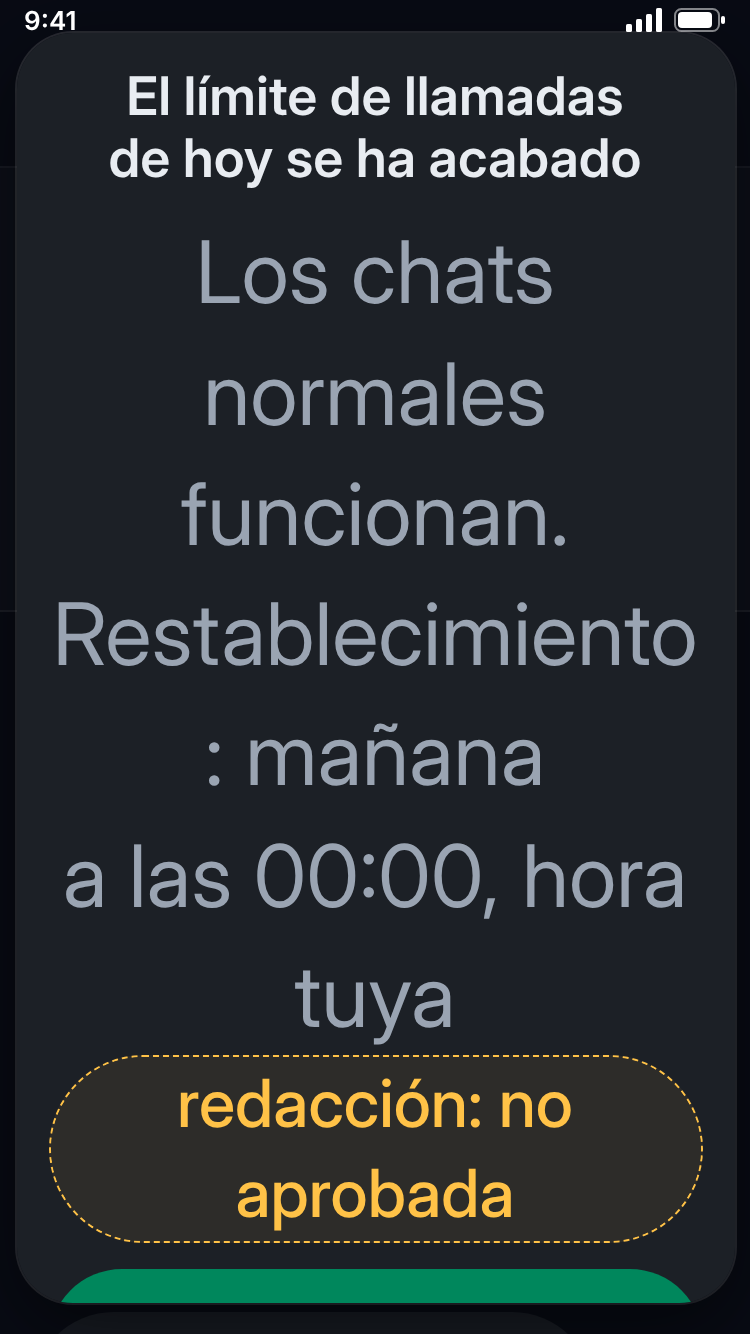 9:41
El límite de llamadas
de hoy se ha acabado
Los chats
normales
funcionan.
Restablecimiento
: mañana
a las 00:00, hora
tuya
redacción: no
aprobada